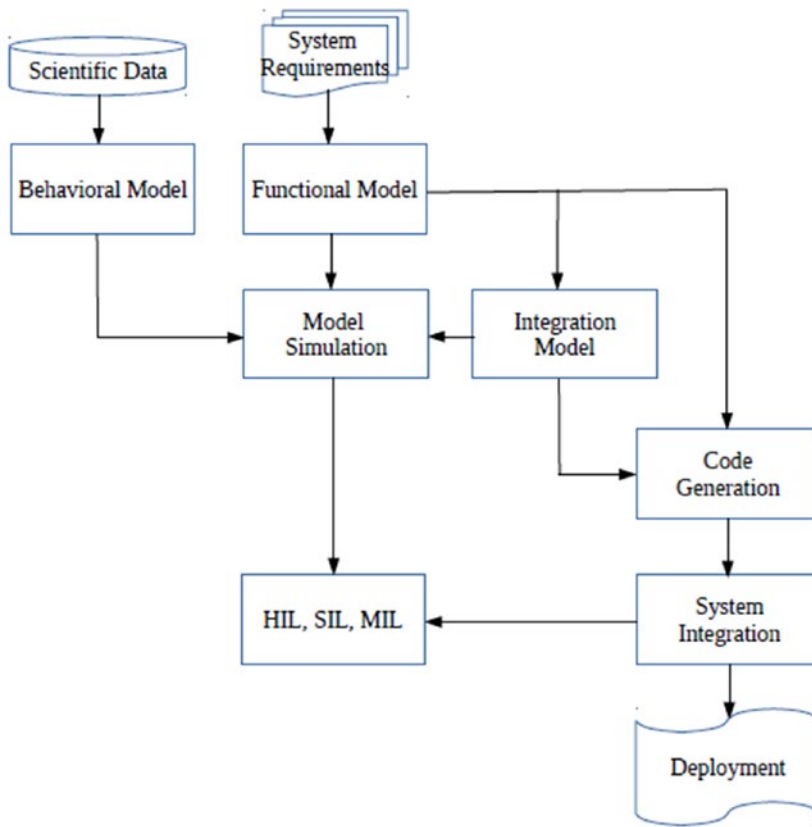 Scientific Data
System
Requirements
Behavioral Model
Functional Model
Model
Simulation
Integration
Model
Code
Generation
HIL, SIL, MIL
System
Integration
Deployment